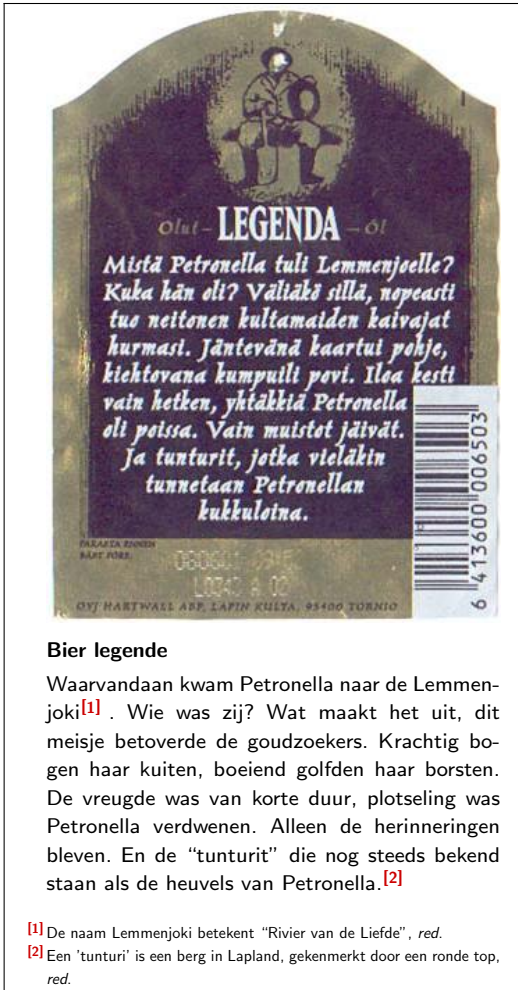 Olut – LEGENDA – Öl
Mistä Petronella tuli Lemmenjoelle?
Kuka hän oli? Väliäkö sillä, nopeasti
tuo neitonen kultamaiden kaivajat
hurmasi. Jäntevänä kaartui pohje,
kiehtovana kumpuili povi. Iloa kesti
vain hetken, yhtäkkiä Petronella
oli poissa. Vain muistot jäivät.
Ja tunturit, jotka vieläkin
tunnetaan Petronellan
kukkuloina.
PARASTA ENNEN
BÄST FÖRE:
OYJ HARTWALL ABP, LAPIN KULTA, 95400 TORNIO
6 413600 006503
Bier legende
Waarvandaan kwam Petronella naar de Lemmen-
joki[1] . Wie was zij? Wat maakt het uit, dit
meisje betoverde de goudzoekers. Krachtig bo-
gen haar kuiten, boeiend golfden haar borsten.
De vreugde was van korte duur, plotseling was
Petronella verdwenen. Alleen de herinneringen
bleven. En de “tunturit” die nog steeds bekend
staan als de heuvels van Petronella.[2]
[1] De naam Lemmenjoki betekent “Rivier van de Liefde”, red.
[2] Een 'tunturi' is een berg in Lapland, gekenmerkt door een ronde top,
red.